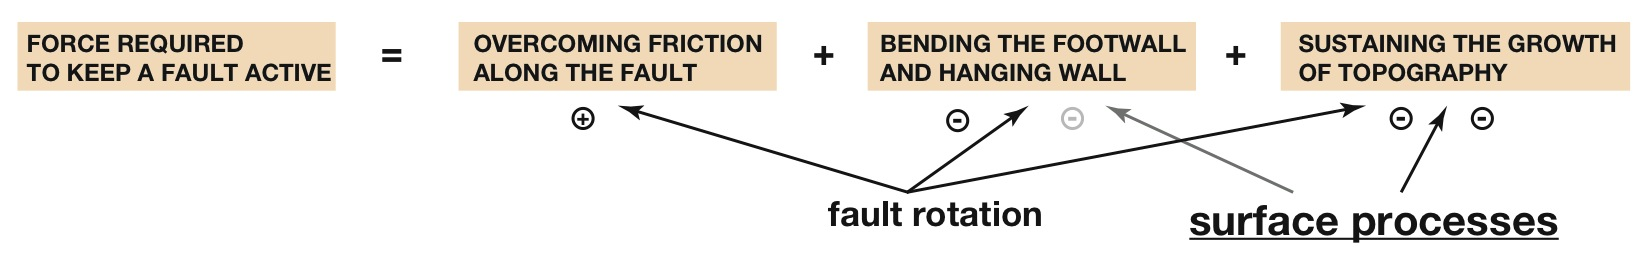 FORCE REQUIRED
TO KEEP A FAULT ACTIVE
=
OVERCOMING FRICTION
ALONG THE FAULT
+
BENDING THE FOOTWALL
AND HANGING WALL
+
SUSTAINING THE GROWTH
OF TOPOGRAPHY
+
-
-
-
-
fault rotation
surface processes